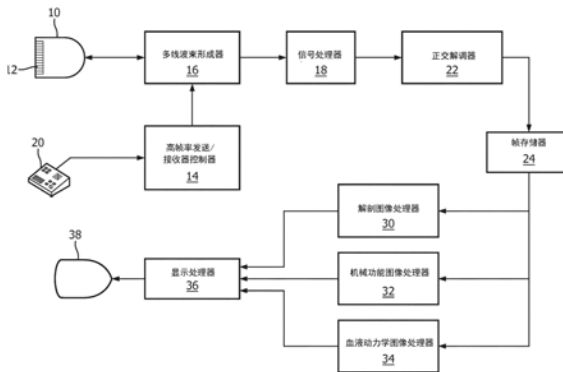 10
12
多线波束形成器
16
信号处理器
18
正交解调器
22
20
高帧率发送/
接收器控制器
14
帧存储器
24
解剖图像处理器
30
38
显示处理器
36
机械功能图像处理器
32
血液动力学图像处理器
34